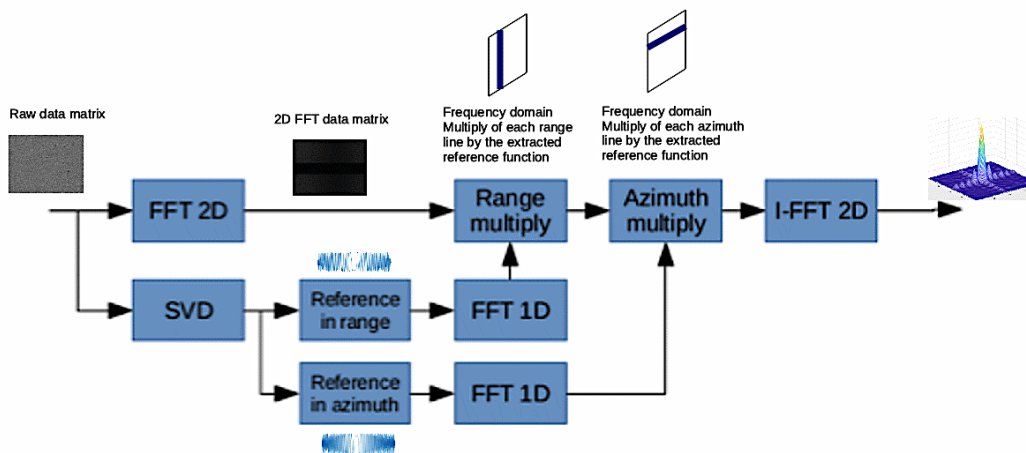 Raw data matrix
2D FFT data matrix
Frequency domain
Multiply of each range
line by the extracted
reference function
Frequency domain
Multiply of each azimuth
line by the extracted
reference function
FFT 2D
Range
multiply
Azimuth
multiply
I-FFT 2D
SVD
Reference
in range
FFT 1D
Reference
in azimuth
FFT 1D